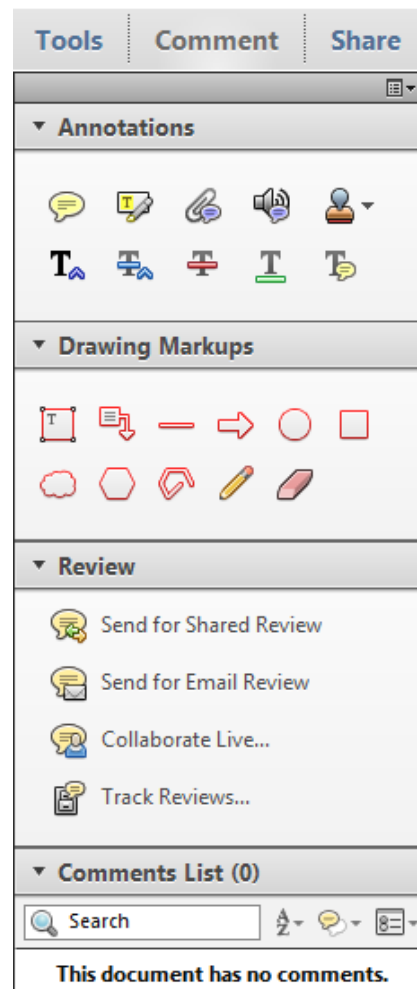 Tools Comment Share
Annotations
T
T T T T T
Drawing Markups
T
Review
Send for Shared Review
Send for Email Review
Collaborate Live...
Track Reviews...
Comments List (0)
Search A Z
This document has no comments.